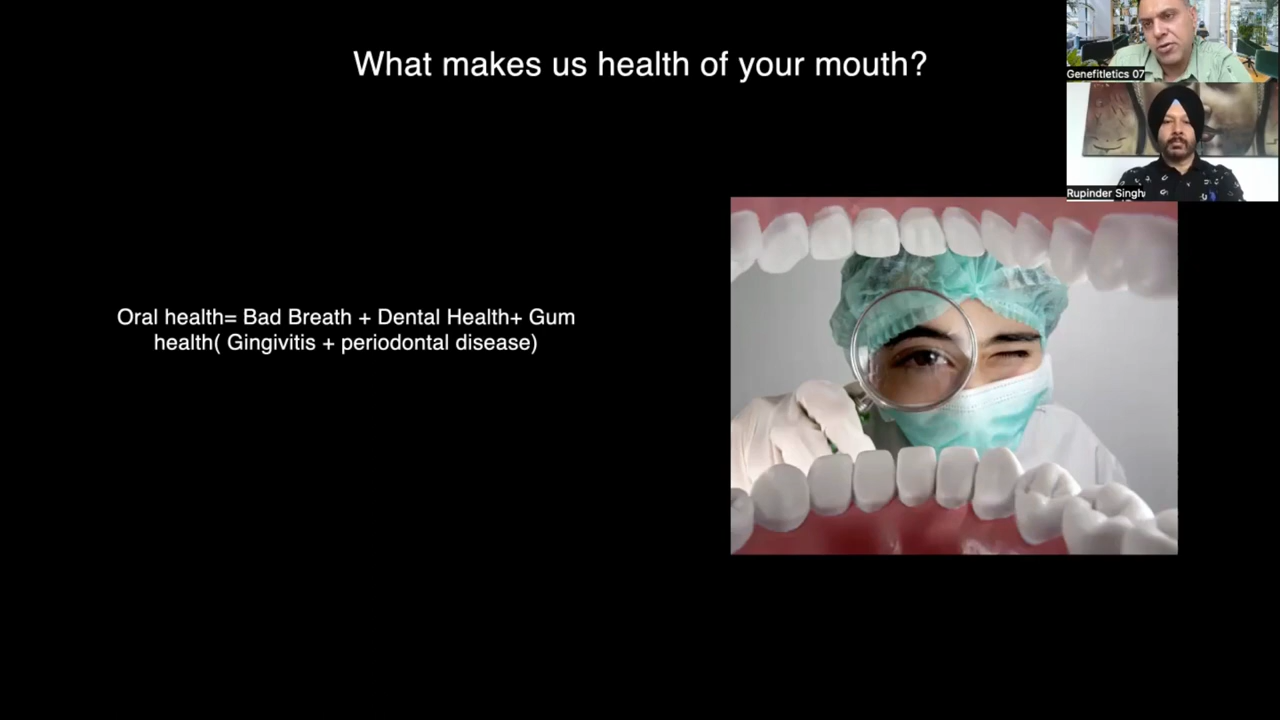 What makes us health of your mouth?
Genefitletics 07
Rupinder Singh
Oral health= Bad Breath + Dental Health+ Gum
health( Gingivitis + periodontal disease)